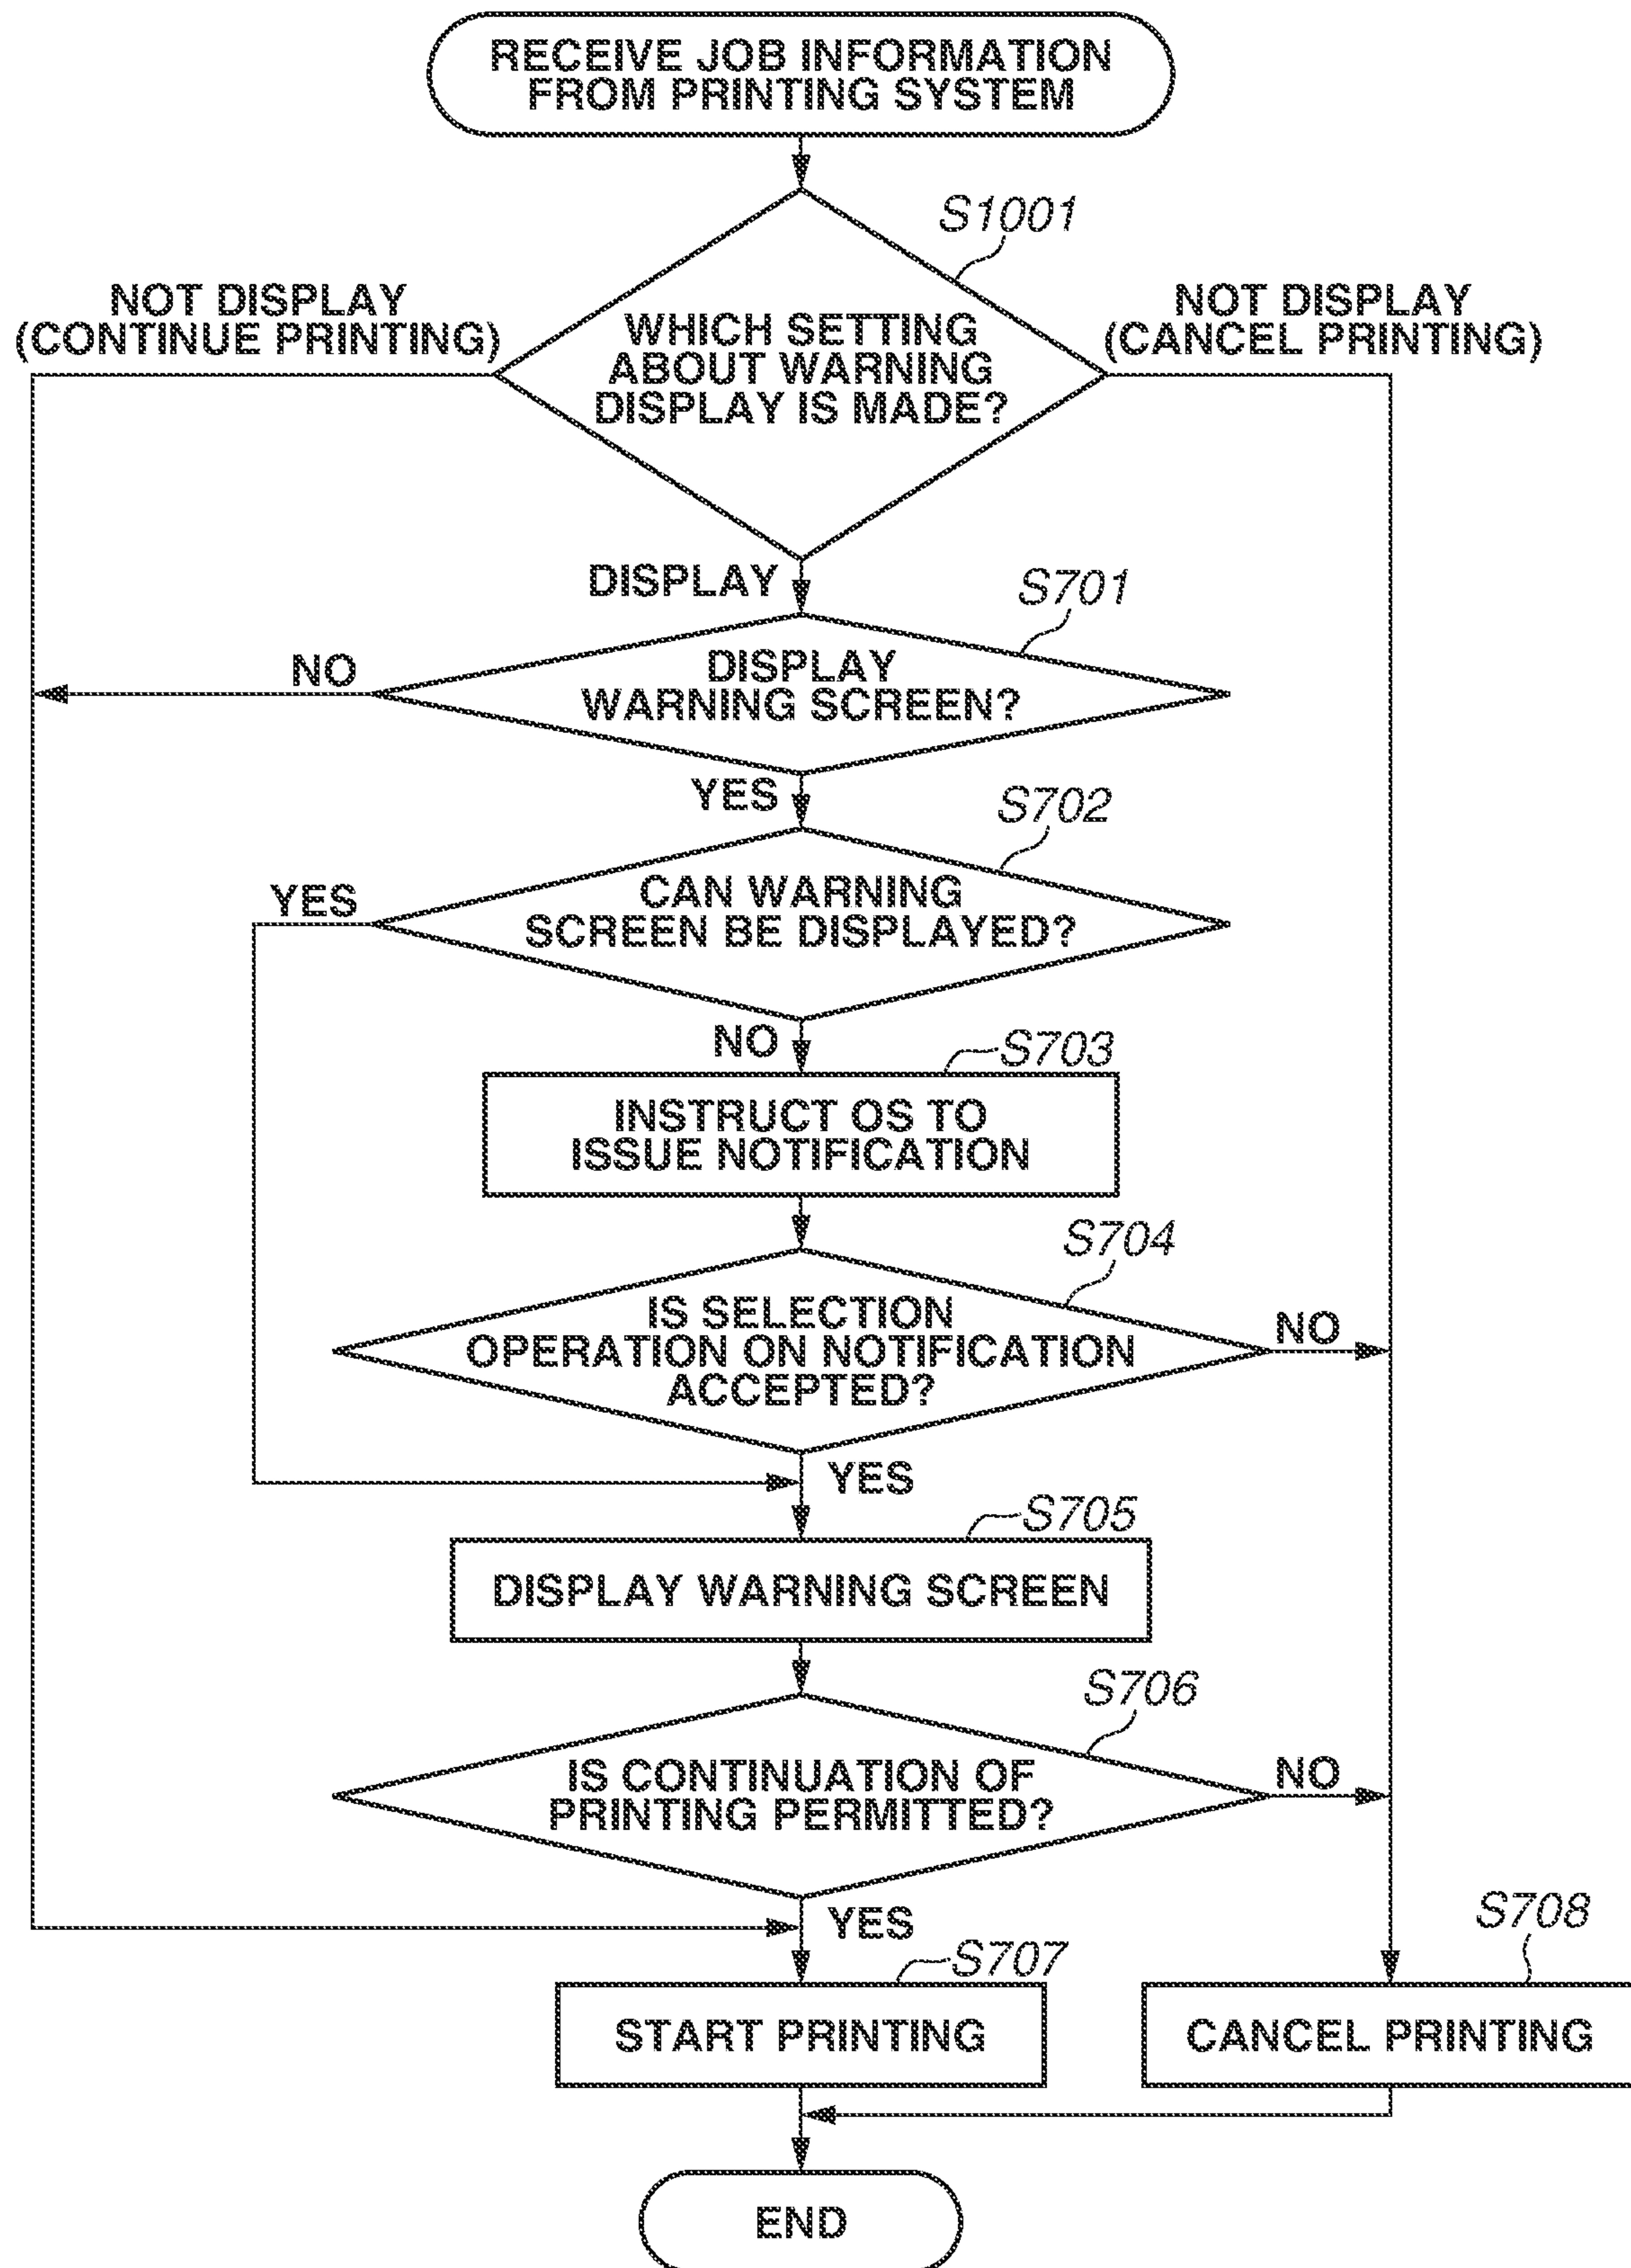 RECEIVE JOB INFORMATION
FROM PRINTING SYSTEM
S1001
NOT DISPLAY
(CONTINUE PRINTING)
WHICH SETTING
ABOUT WARNING
DISPLAY IS MADE?
NOT DISPLAY
(CANCEL PRINTING)
DISPLAY
S701
NO
DISPLAY
WARNING SCREEN?
YES
S702
YES
CAN WARNING
SCREEN BE DISPLAYED?
NO
S703
INSTRUCT OS TO
ISSUE NOTIFICATION
S704
IS SELECTION
OPERATION ON NOTIFICATION
ACCEPTED?
NO
YES
S705
DISPLAY WARNING SCREEN
S706
IS CONTINUATION OF
PRINTING PERMITTED?
NO
YES
S707
S708
START PRINTING
CANCEL PRINTING
END